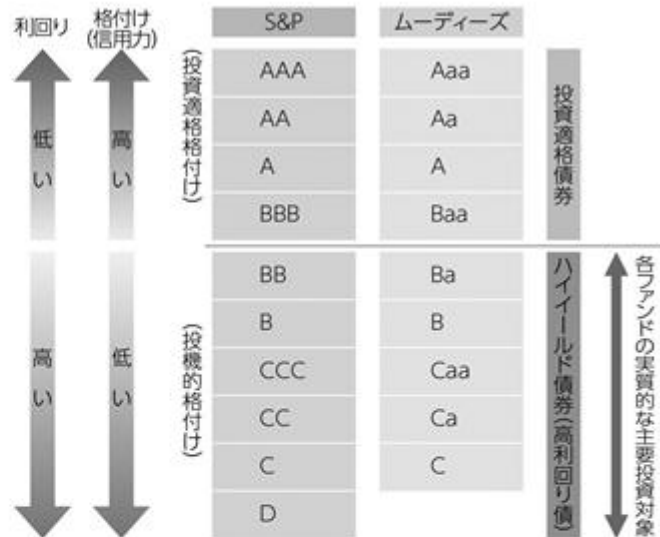 利回り
格付け
(信用力)
S&P
ムーディーズ
低い
高い
(投資適格格付け)
AAA
Aaa
AA
Aa
A
A
BBB
Baa
投資適格債券
高い
低い
(投機的格付け)
BB
Ba
B
B
CCC
Caa
CC
Ca
C
C
D
ハイイールド債券(高利回り債)
各ファンドの実質的な主要投資対象